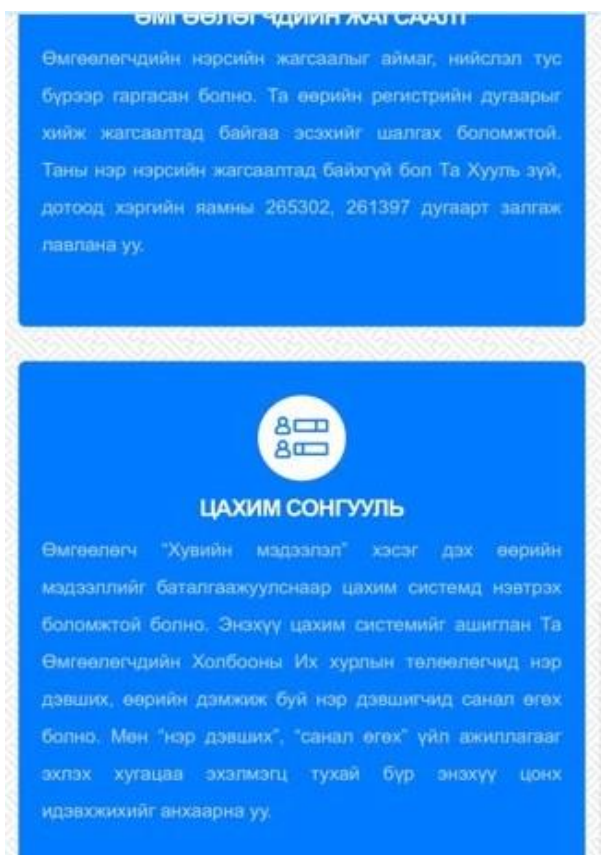 ӨМГӨӨЛӨГЧДИЙН ЖАГСААЛТ
Өмгөөлөгчдийн нэрсийн жагсаалыг аймаг, нийслэл тус
бүрээр гаргасан болно. Та өөрийн регистрийн дугаарыг
хийж жагсаалтад байгаа эсэхийг шалгах боломжтой.
Таны нэр нэрсийн жагсаалтад байхгүй бол Та Хууль зүй,
дотоод хэргийн яамны 265302, 261397 дугаарт залгаж
лавлана уу.
ЦАХИМ СОНГУУЛЬ
Өмгөөлөгч “Хувийн мэдээлэл” хэсэг дэх өөрийн
мэдээллийг баталгаажуулснаар цахим системд нэвтрэх
боломжтой болно. Энэхүү цахим системийг ашиглан Та
Өмгөөлөгчдийн Холбооны Их хурлын төлөөлөгчид нэр
дэвших, өөрийн дэмжиж буй нэр дэвшигчид санал өгөх
болно. Мөн “нэр дэвших”, “санал өгөх” үйл ажиллагааг
эхлэх хугацаа эхэлмэгц тухай бүр энэхүү цонх
идэвхжихийг анхаарна уу.